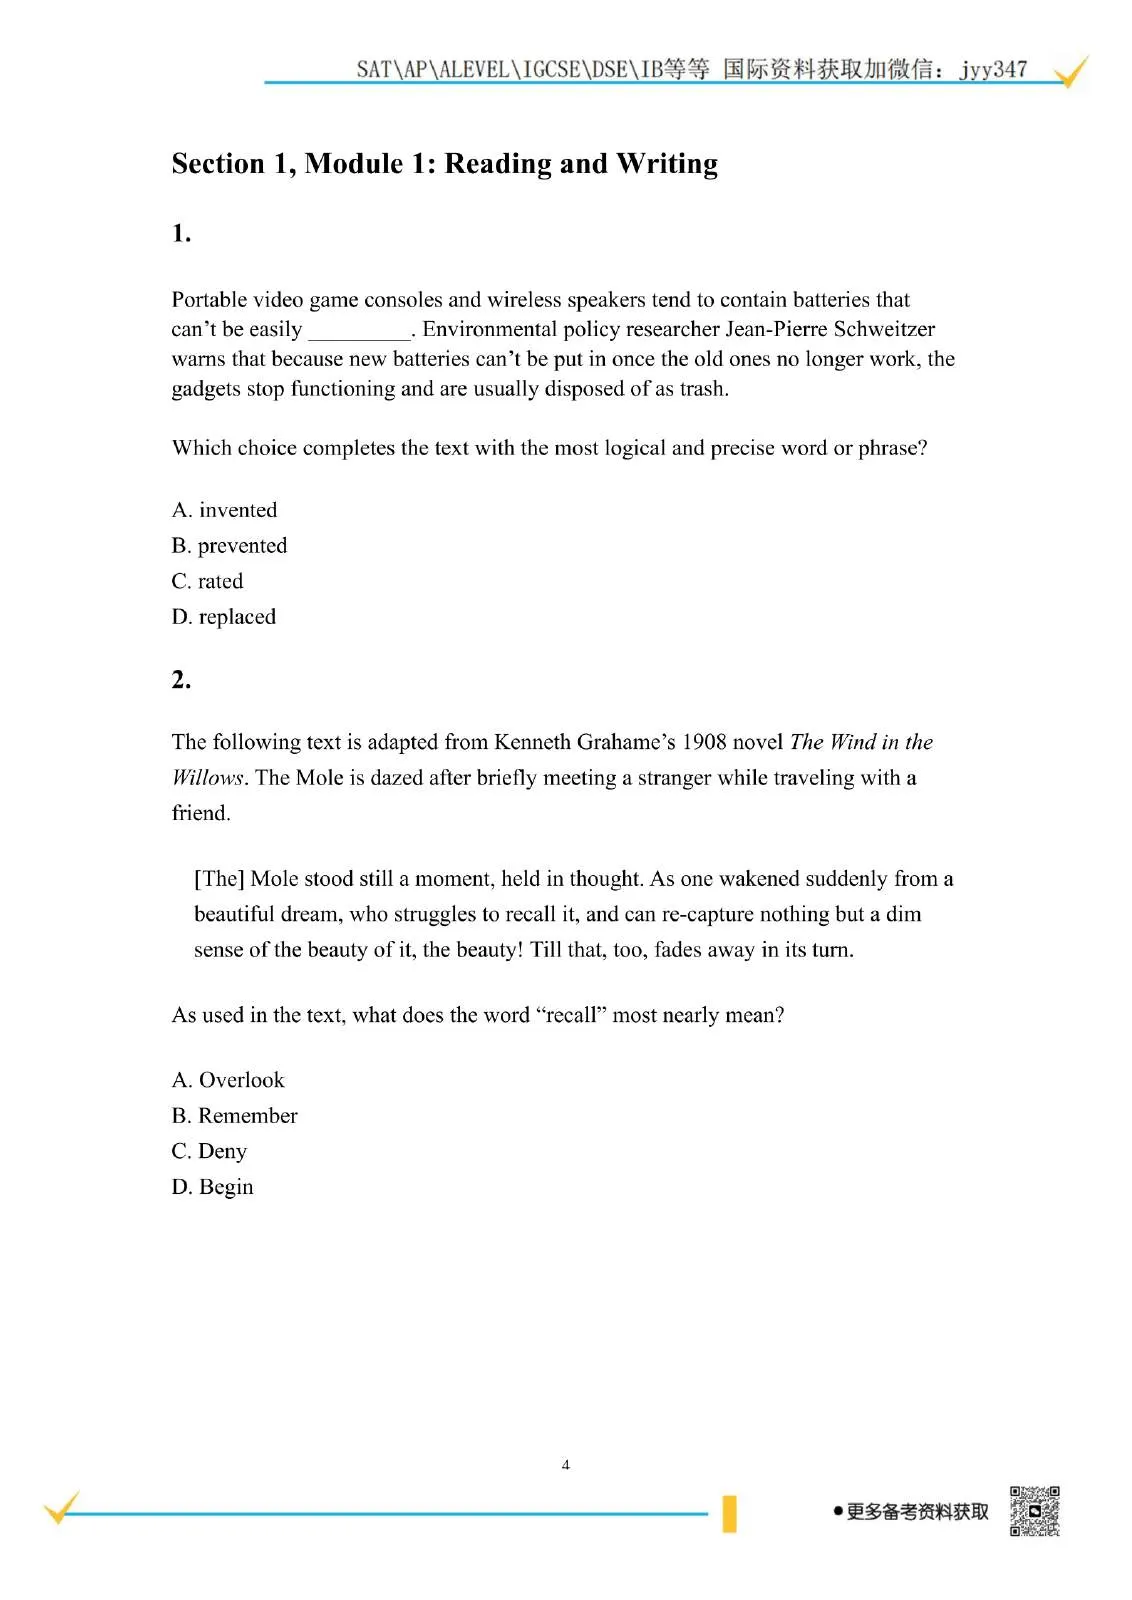 SAT\AP\ALEVEL\IGCSE\DSE\IB等等 国际资料获取加微信：jyy347
Section 1, Module 1: Reading and Writing
1.
Portable video game consoles and wireless speakers tend to contain batteries that
can’t be easily _________. Environmental policy researcher Jean-Pierre Schweitzer
warns that because new batteries can’t be put in once the old ones no longer work, the
gadgets stop functioning and are usually disposed of as trash.
Which choice completes the text with the most logical and precise word or phrase?
A. invented
B. prevented
C. rated
D. replaced
2.
The following text is adapted from Kenneth Grahame’s 1908 novel The Wind in the
Willows. The Mole is dazed after briefly meeting a stranger while traveling with a
friend.
[The] Mole stood still a moment, held in thought. As one wakened suddenly from a
beautiful dream, who struggles to recall it, and can re-capture nothing but a dim
sense of the beauty of it, the beauty! Till that, too, fades away in its turn.
As used in the text, what does the word “recall” most nearly mean?
A. Overlook
B. Remember
C. Deny
D. Begin
4
●更多备考资料获取